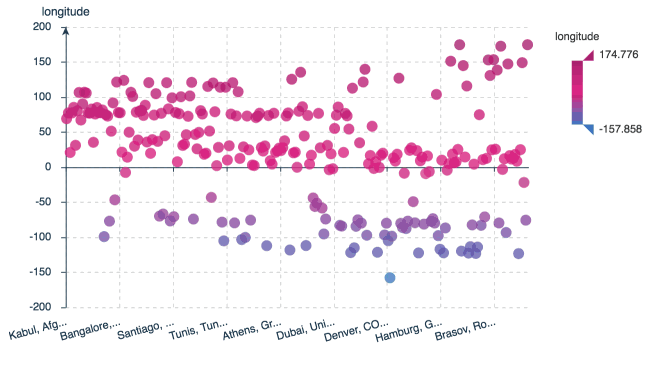 longitude
200
150
100
50
0
-50
-100
-150
-200
Kabul, Afg...
Bangalore,...
Santiago, ...
Tunis, Tun...
Athens, Gr...
Dubai, Uni...
Denver, CO...
Hamburg, G...
Brasov, Ro...
longitude
174.776
-157.858